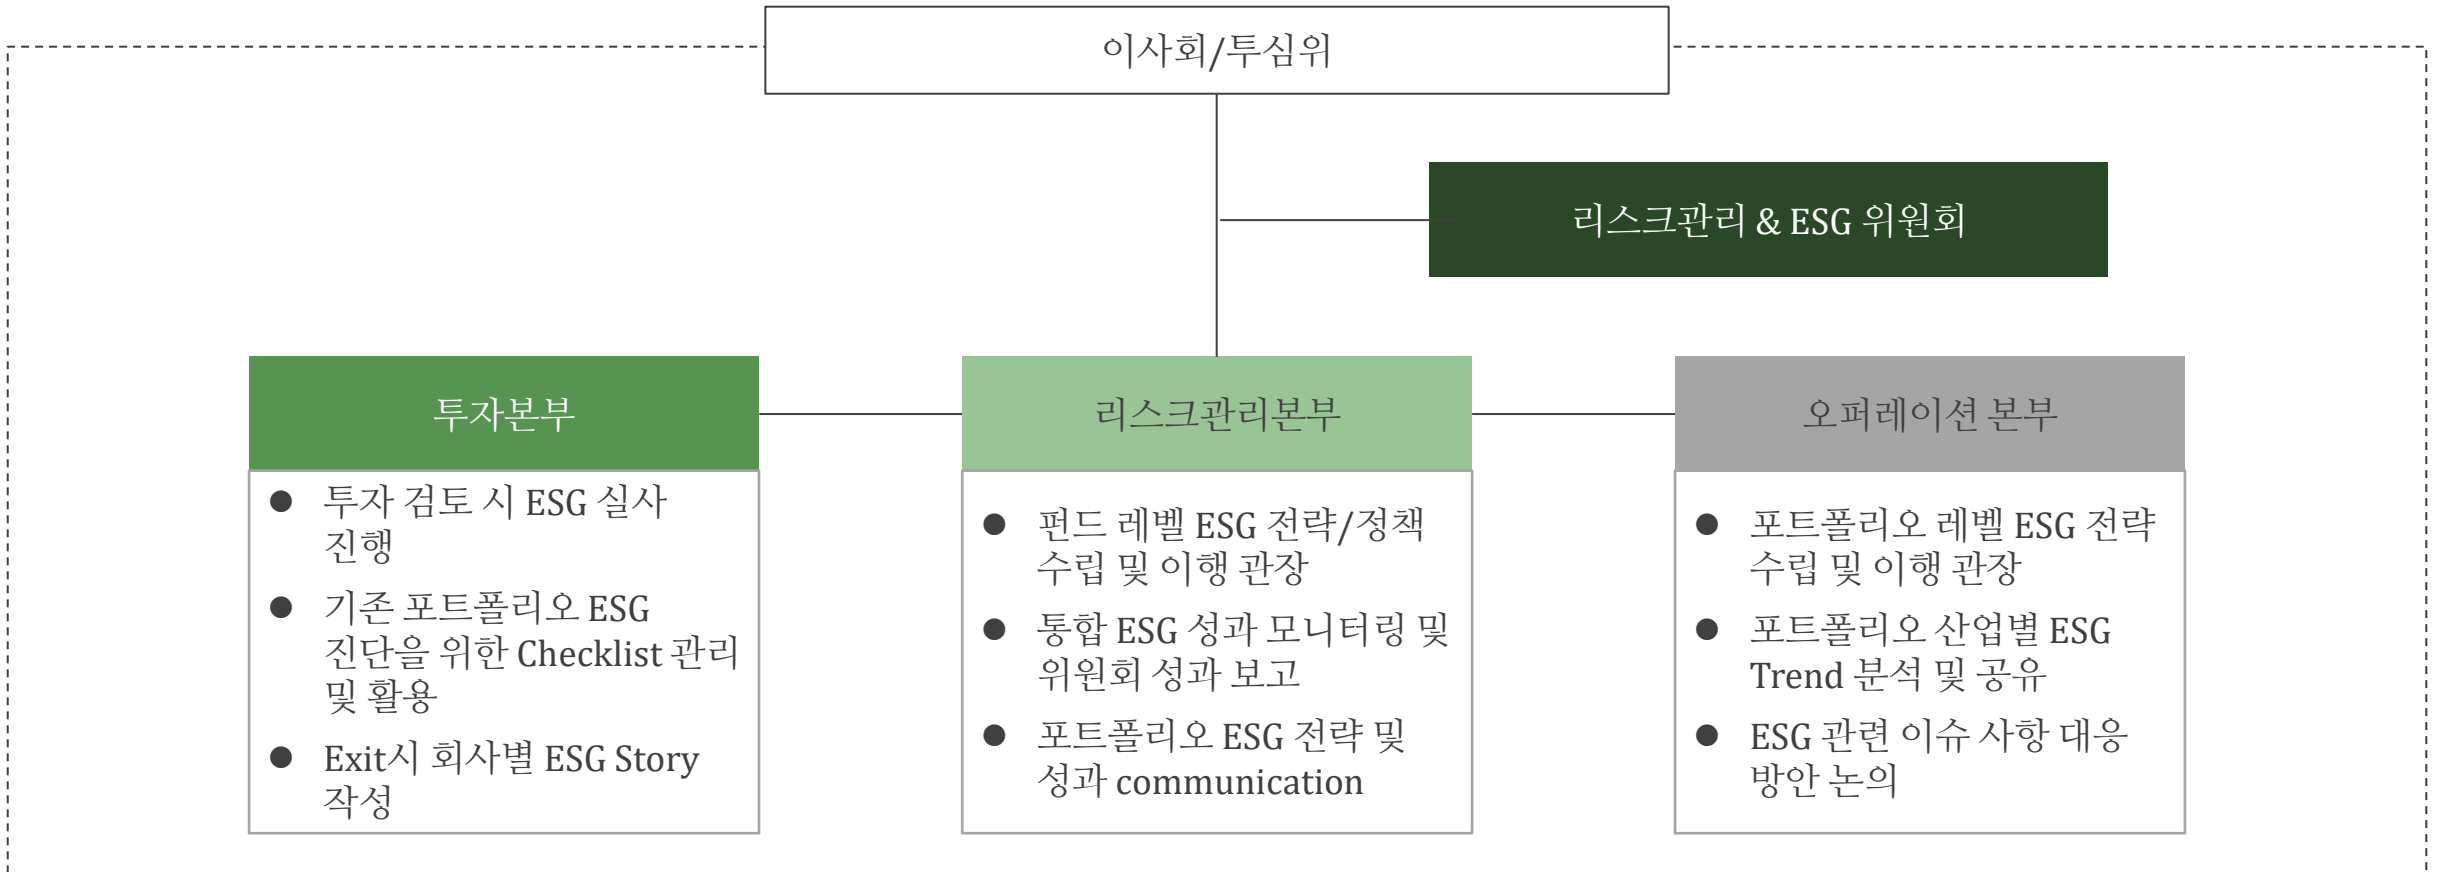 이사회/투심위
리스크관리 & ESG 위원회
투자본부
● 투자 검토 시 ESG 실사
진행
● 기존 포트폴리오 ESG
진단을 위한 Checklist 관리
및 활용
● Exit시 회사별 ESG Story
작성
리스크관리본부
● 펀드 레벨 ESG 전략/정책
수립 및 이행 관장
● 통합 ESG 성과 모니터링 및
위원회 성과 보고
● 포트폴리오 ESG 전략 및
성과 communication
오퍼레이션 본부
● 포트폴리오 레벨 ESG 전략
수립 및 이행 관장
● 포트폴리오 산업별 ESG
Trend 분석 및 공유
● ESG 관련 이슈 사항 대응
방안 논의